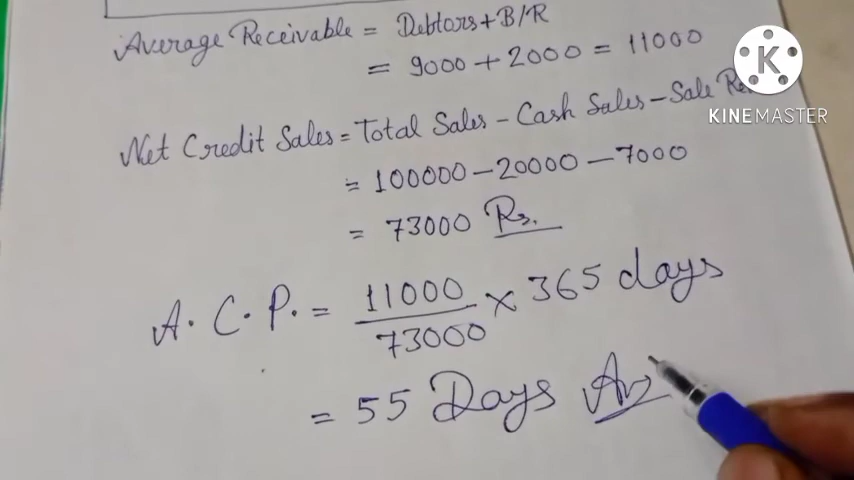 Average Receivable = Debtors + B/R
= 9000 + 2000 = 11000
KINEMASTER
Net Credit Sales = Total Sales - Cash Sales - Sale
= 100000 - 20000 - 7000
= 73000 Rs.
A.C.P. = 11000/73000 × 365 days
= 55 Days Ans